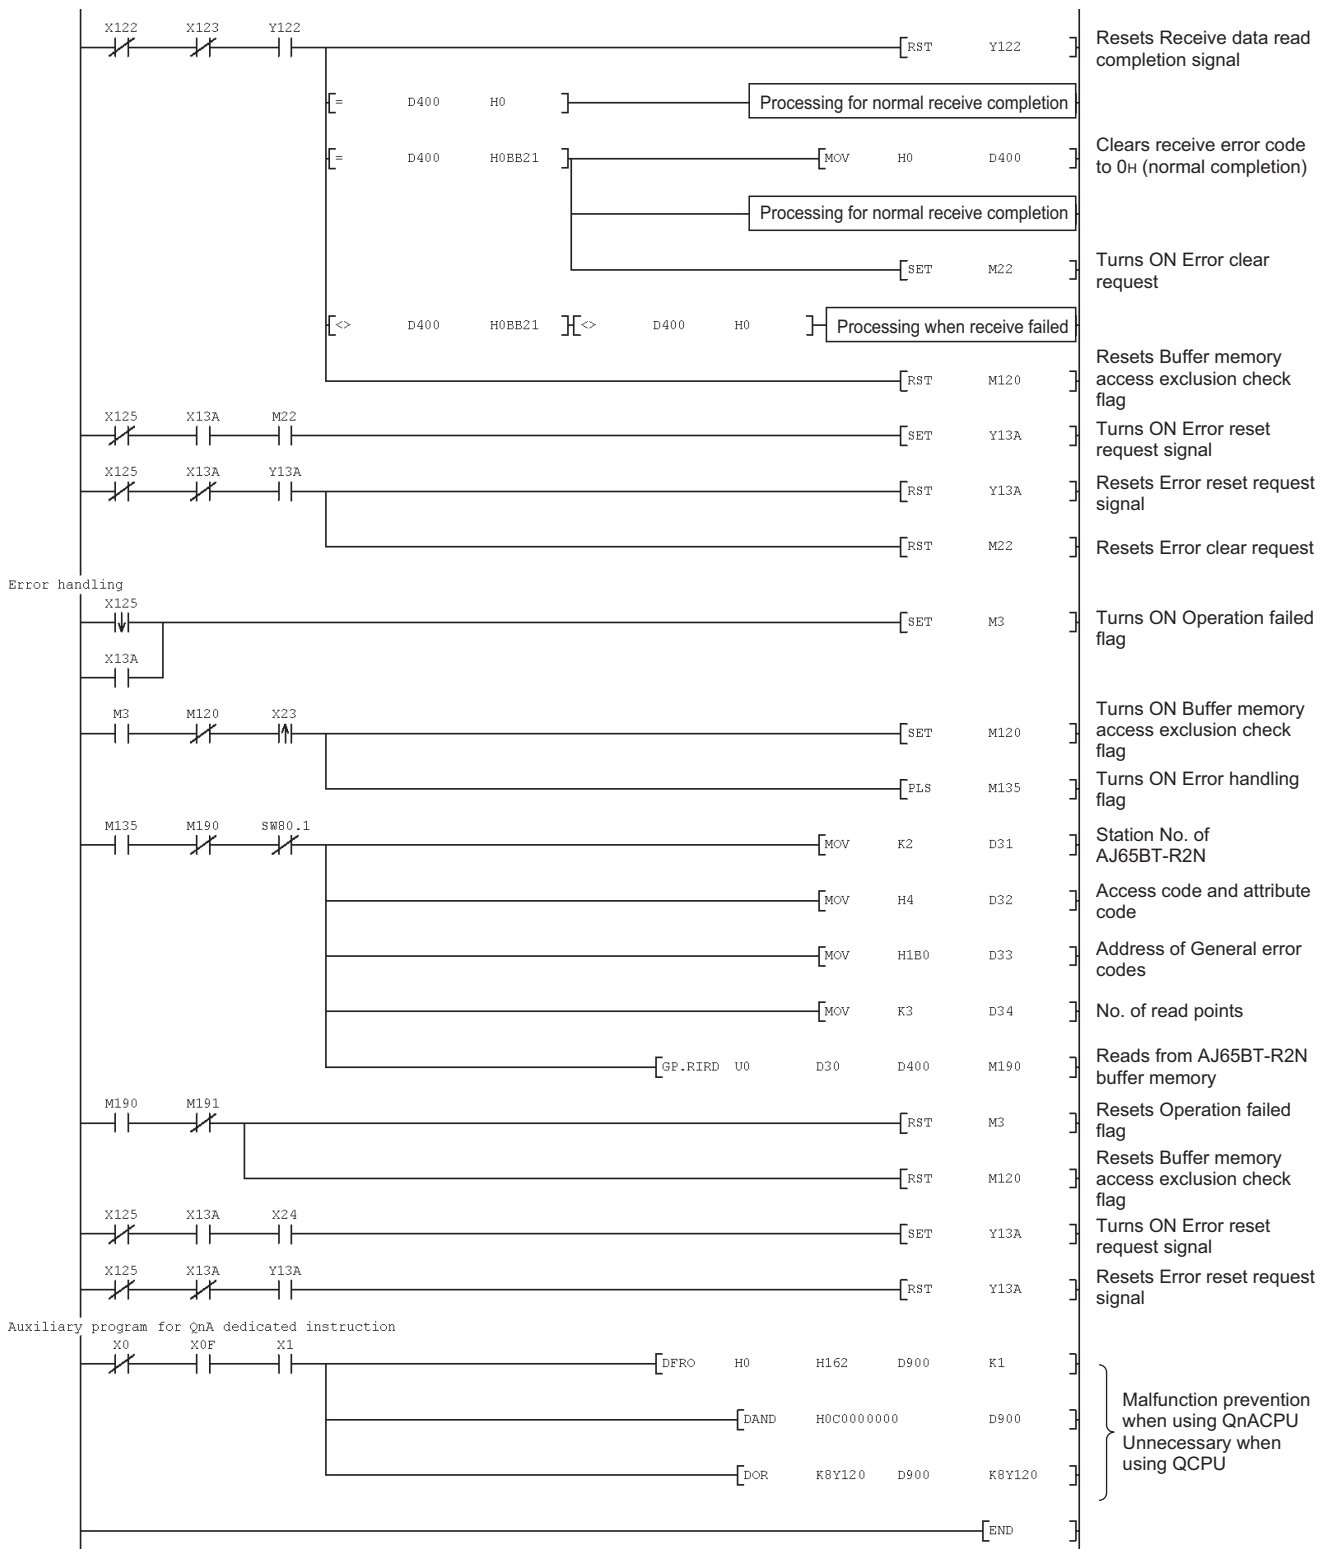 X122 X123 Y122
RST Y122
Resets Receive data read
completion signal
= D400 H0
Processing for normal receive completion
= D400 H0BB21
MOV H0 D400
Clears receive error code
to 0H (normal completion)
Processing for normal receive completion
SET M22
Turns ON Error clear
request
<> D400 H0BB21 <> D400 H0
Processing when receive failed
RST M120
Resets Buffer memory
access exclusion check
flag
X125 X13A M22
SET Y13A
Turns ON Error reset
request signal
X125 X13A Y13A
RST Y13A
Resets Error reset request
signal
RST M22
Resets Error clear request
Error handling
X125
SET M3
Turns ON Operation failed
flag
X13A
M3 M120 X23
SET M120
Turns ON Buffer memory
access exclusion check
flag
PLS M135
Turns ON Error handling
flag
M135 M190 SW80.1
MOV K2 D31
Station No. of
AJ65BT-R2N
MOV H4 D32
Access code and attribute
code
MOV H1B0 D33
Address of General error
codes
MOV K3 D34
No. of read points
GP.RIRD U0 D30 D400 M190
Reads from AJ65BT-R2N
buffer memory
M190 M191
RST M3
Resets Operation failed
flag
RST M120
Resets Buffer memory
access exclusion check
flag
X125 X13A X24
SET Y13A
Turns ON Error reset
request signal
X125 X13A Y13A
RST Y13A
Resets Error reset request
signal
Auxiliary program for QnA dedicated instruction
X0 X0F X1
DFRO H0 H162 D900 K1
DAND H0C0000000 D900
DOR K8Y120 D900 K8Y120
Malfunction prevention
when using QnACPU
Unnecessary when
using QCPU
END